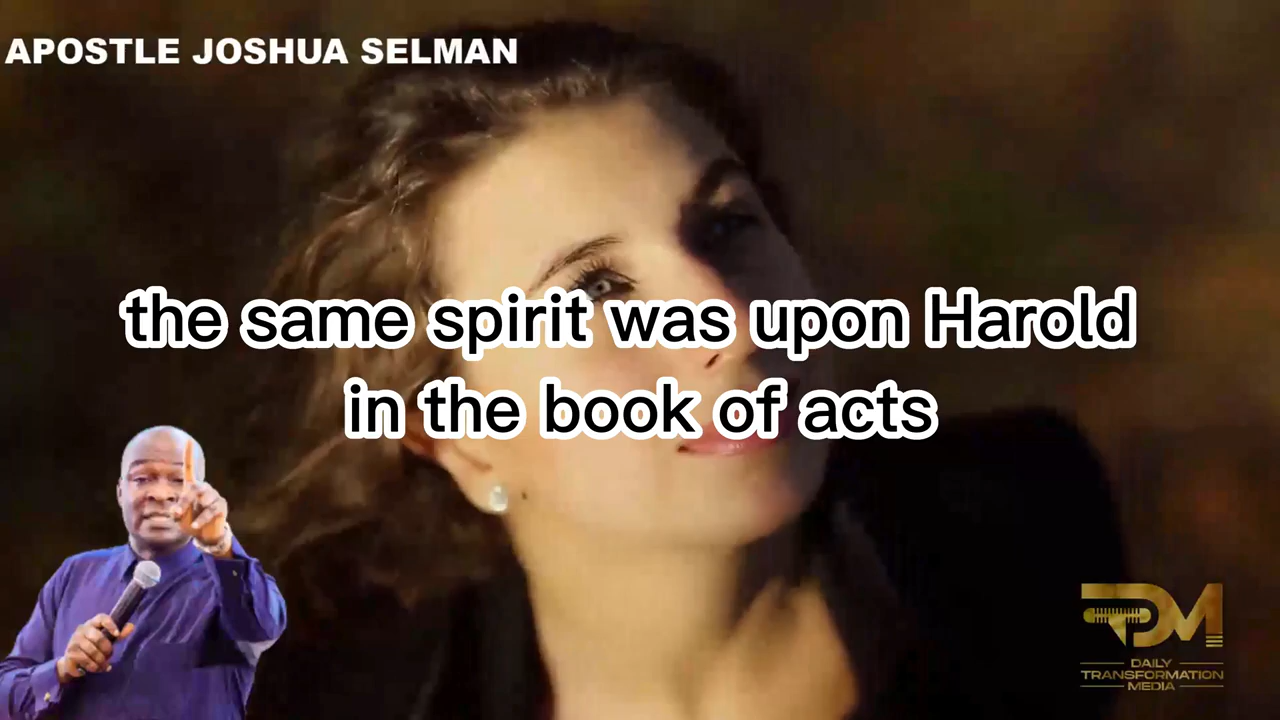 APOSTLE JOSHUA SELMAN
the same spirit was upon Harold
in the book of acts
DAILY
TRANSFORMATION
MEDIA